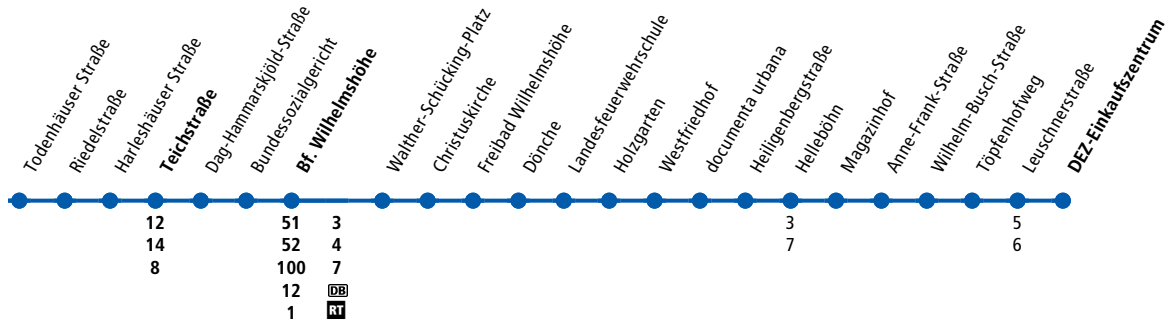 Todenhäuser Straße
Riedelstraße
Harleshäuser Straße
Teichstraße
Dag-Hammarskjöld-Straße
Bundessozialgericht
Bf. Wilhelmshöhe
Walther-Schücking-Platz
Christuskirche
Freibad Wilhelmshöhe
Dönche
Landesfeuerwehrschule
Holzgarten
Westfriedhof
documenta urbana
Heiligenbergstraße
Helleböhn
Magazinhof
Anne-Frank-Straße
Wilhelm-Busch-Straße
Töpfenhofweg
Leuschnerstraße
DEZ-Einkaufszentrum
12 51 3 3 5
14 52 4 7 6
8 100 7
12 DB
1 RT